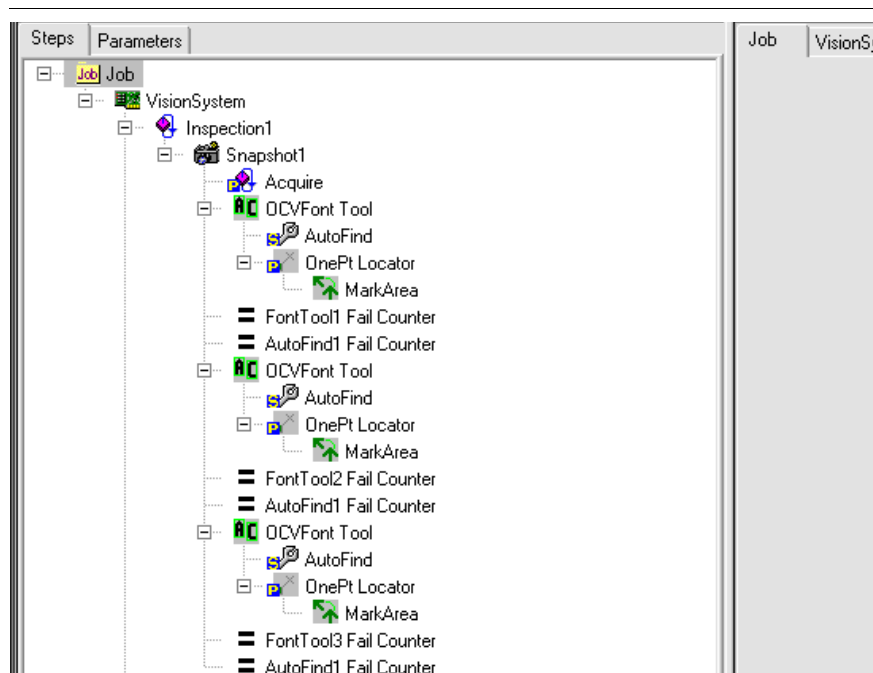 Steps Parameters Job VisionSy
Job Job
VisionSystem
Inspection1
Snapshot1
P Acquire
AC OCVFont Tool
S AutoFind
P OnePt Locator
MarkArea
FontTool1 Fail Counter
AutoFind1 Fail Counter
AC OCVFont Tool
S AutoFind
P OnePt Locator
MarkArea
FontTool2 Fail Counter
AutoFind1 Fail Counter
AC OCVFont Tool
S AutoFind
P OnePt Locator
MarkArea
FontTool3 Fail Counter
AutoFind1 Fail Counter